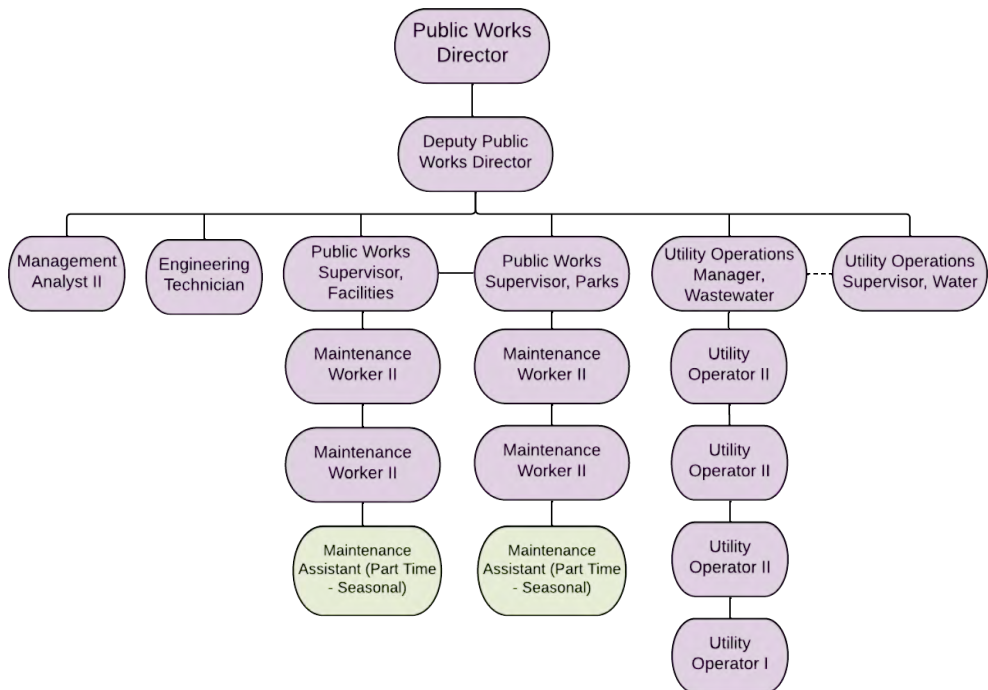 Public Works
Director
Deputy Public
Works Director
Management
Analyst II
Engineering
Technician
Public Works
Supervisor,
Facilities
Public Works
Supervisor, Parks
Utility Operations
Manager,
Wastewater
Utility Operations
Supervisor, Water
Maintenance
Worker II
Maintenance
Worker II
Utility
Operator II
Maintenance
Worker II
Maintenance
Worker II
Utility
Operator II
Maintenance
Assistant (Part Time
- Seasonal)
Maintenance
Assistant (Part Time
- Seasonal)
Utility
Operator II
Utility
Operator I